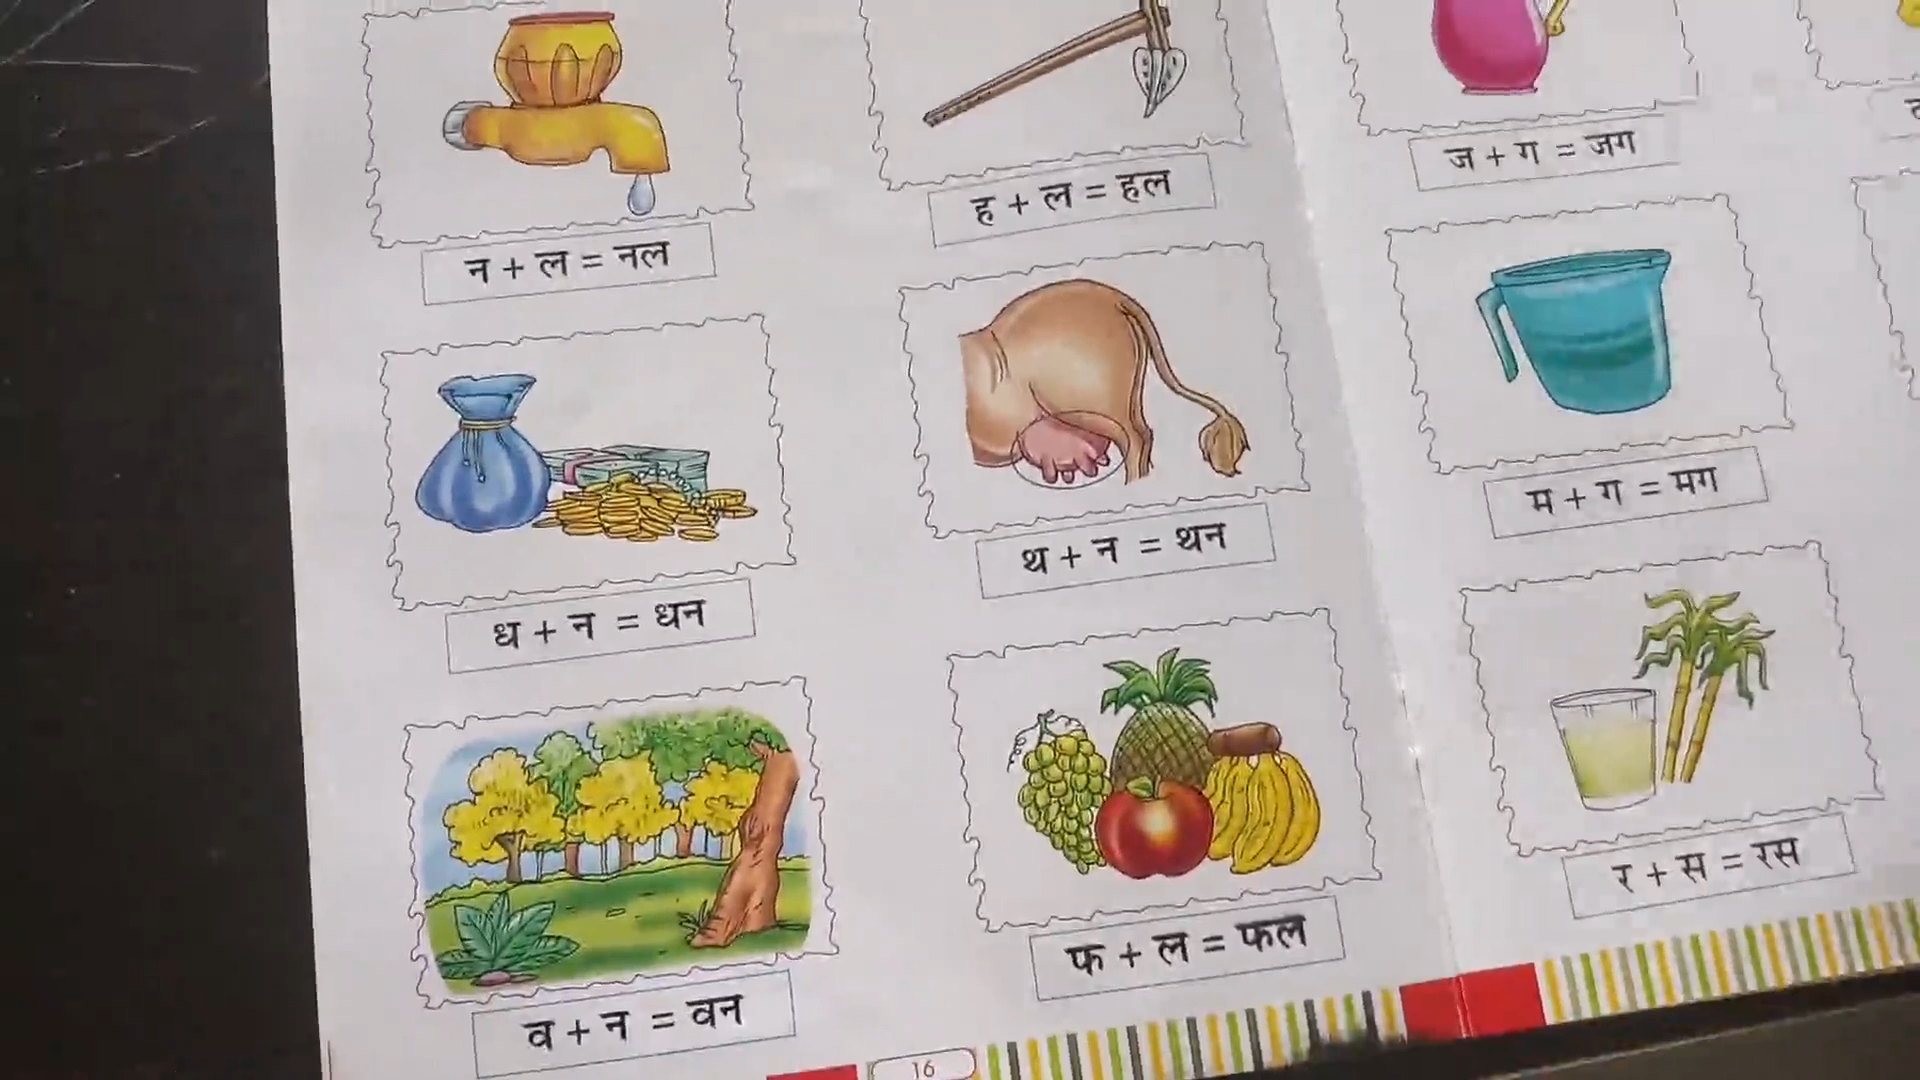 न + ल = नल
ह + ल = हल
ध + न = धन
थ + न = थन
व + न = वन
फ + ल = फल
16
ज + ग = जग
म + ग = मग
र + स = रस